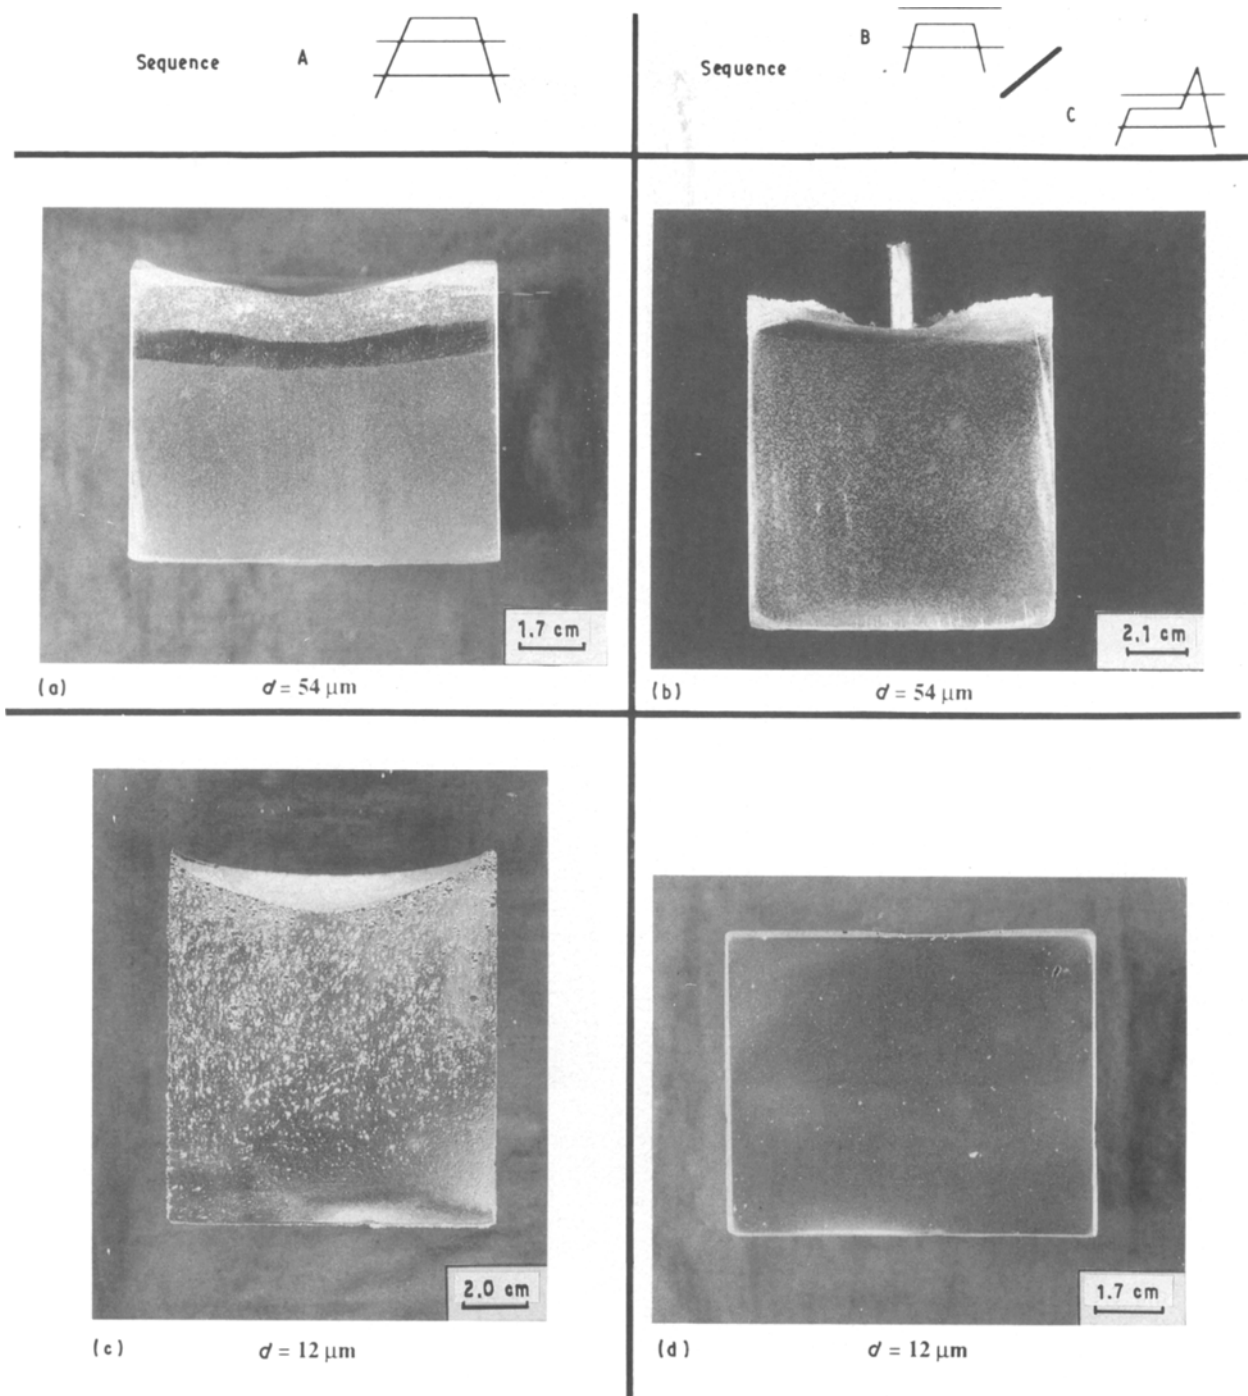 Sequence A
Sequence B
C
1.7 cm
(a) d = 54 μm
2.1 cm
(b) d = 54 μm
2.0 cm
(c) d = 12 μm
1.7 cm
(d) d = 12 μm